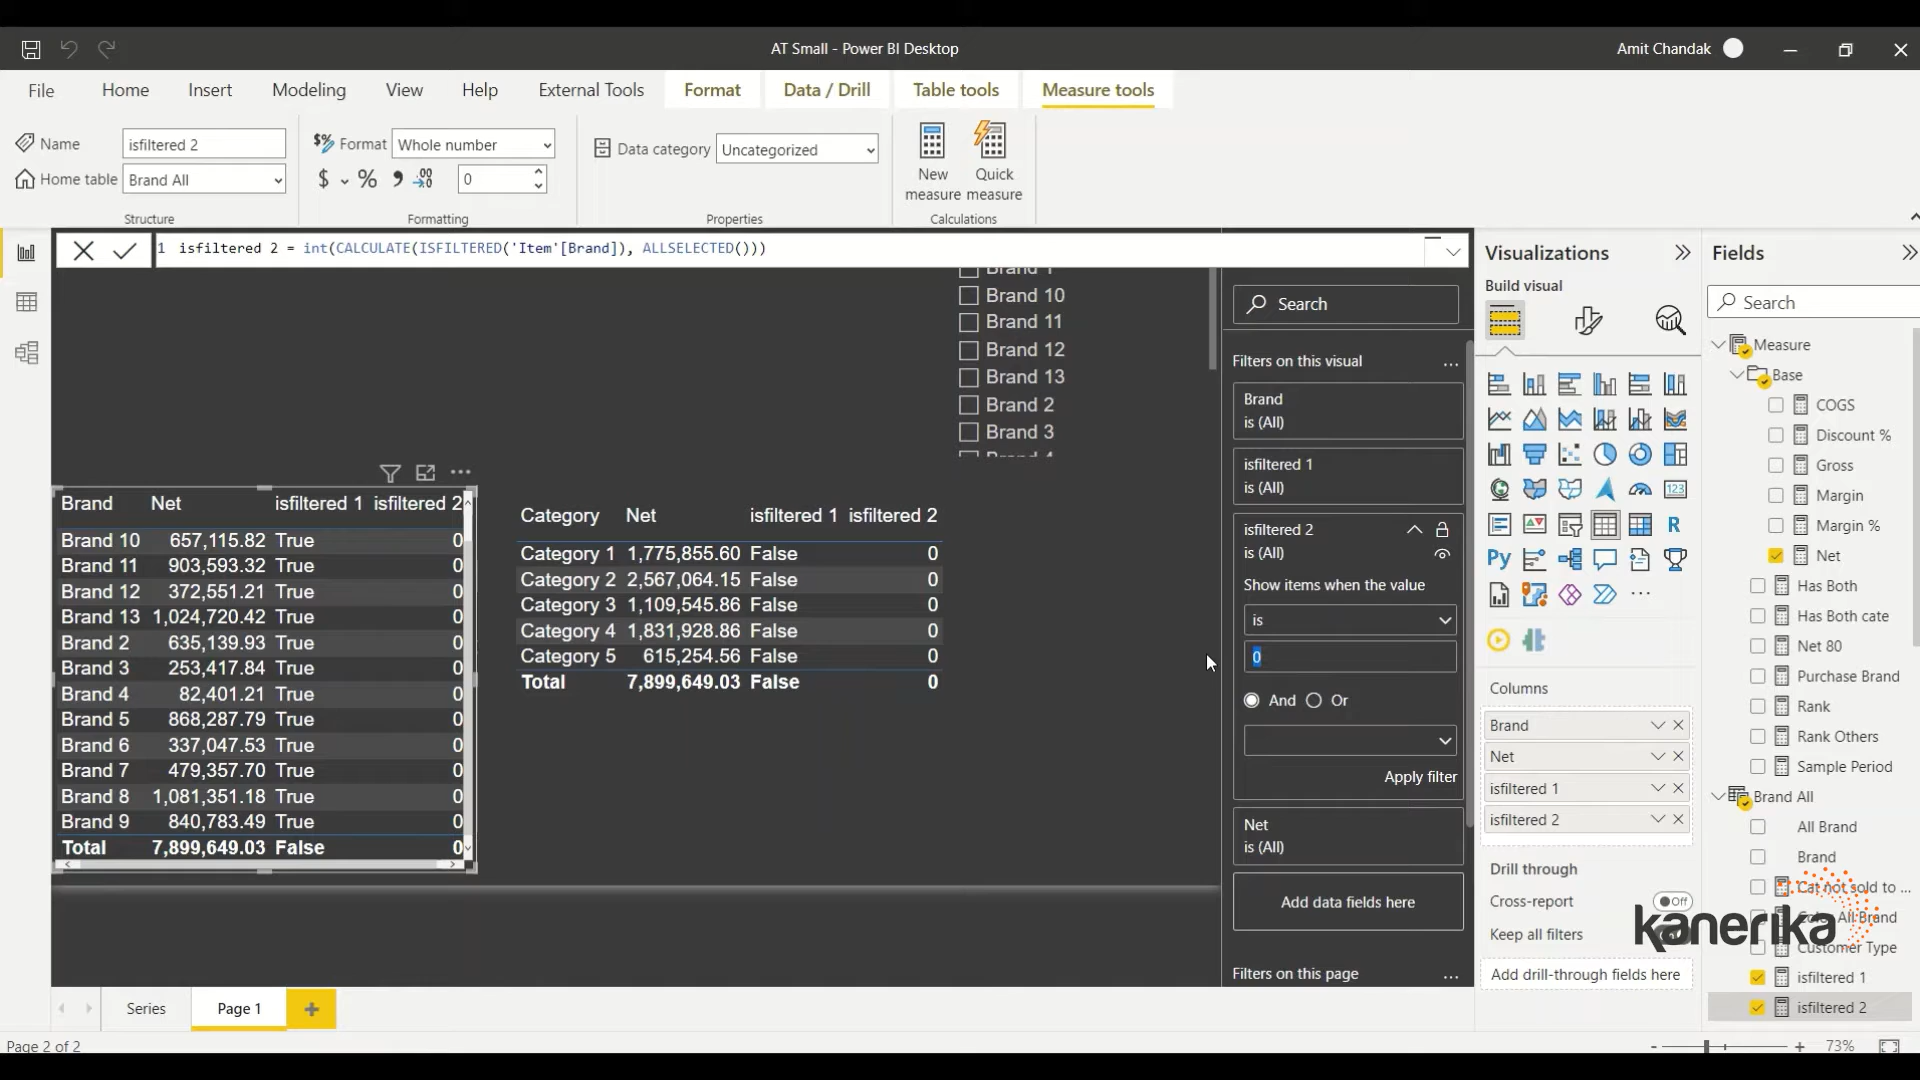 AT Small - Power BI Desktop
Amit Chandak
File Home Insert Modeling View Help External Tools Format Data / Drill Table tools Measure tools
Name isfiltered 2
Home table Brand All
Structure
$% Format Whole number
$ % 9 .00 0
Formatting
Data category Uncategorized
Properties
New measure
Quick measure
Calculations
1 isfiltered 2 = int(CALCULATE(ISFILTERED('Item'[Brand]), ALLSELECTED()))
Brand 1
Brand 10
Brand 11
Brand 12
Brand 13
Brand 2
Brand 3
Brand 4
Brand Net isfiltered 1 isfiltered 2
Brand 10 657,115.82 True 0
Brand 11 903,593.32 True 0
Brand 12 372,551.21 True 0
Brand 13 1,024,720.42 True 0
Brand 2 635,139.93 True 0
Brand 3 253,417.84 True 0
Brand 4 82,401.21 True 0
Brand 5 868,287.79 True 0
Brand 6 337,047.53 True 0
Brand 7 479,357.70 True 0
Brand 8 1,081,351.18 True 0
Brand 9 840,783.49 True 0
Total 7,899,649.03 False 0
Category Net isfiltered 1 isfiltered 2
Category 1 1,775,855.60 False 0
Category 2 2,567,064.15 False 0
Category 3 1,109,545.86 False 0
Category 4 1,831,928.86 False 0
Category 5 615,254.56 False 0
Total 7,899,649.03 False 0
Search
Filters on this visual ...
Brand
is (All)
isfiltered 1
is (All)
isfiltered 2
is (All)
Show items when the value
is
0
And Or
Apply filter
Net
is (All)
Add data fields here
Filters on this page ...
Visualizations
Build visual
123
R
Py
...
Columns
Brand
Net
isfiltered 1
isfiltered 2
Drill through
Cross-report Off
Keep all filters
Add drill-through fields here
Fields
Search
Measure
Base
COGS
Discount %
Gross
Margin
Margin %
Net
Has Both
Has Both cate
Net 80
Purchase Brand
Rank
Rank Others
Sample Period
Brand All
All Brand
Brand
Cat not sold to ...
Color All Brand
Customer Type
isfiltered 1
isfiltered 2
kanerika
Series Page 1 +
Page 2 of 2
- + 73%